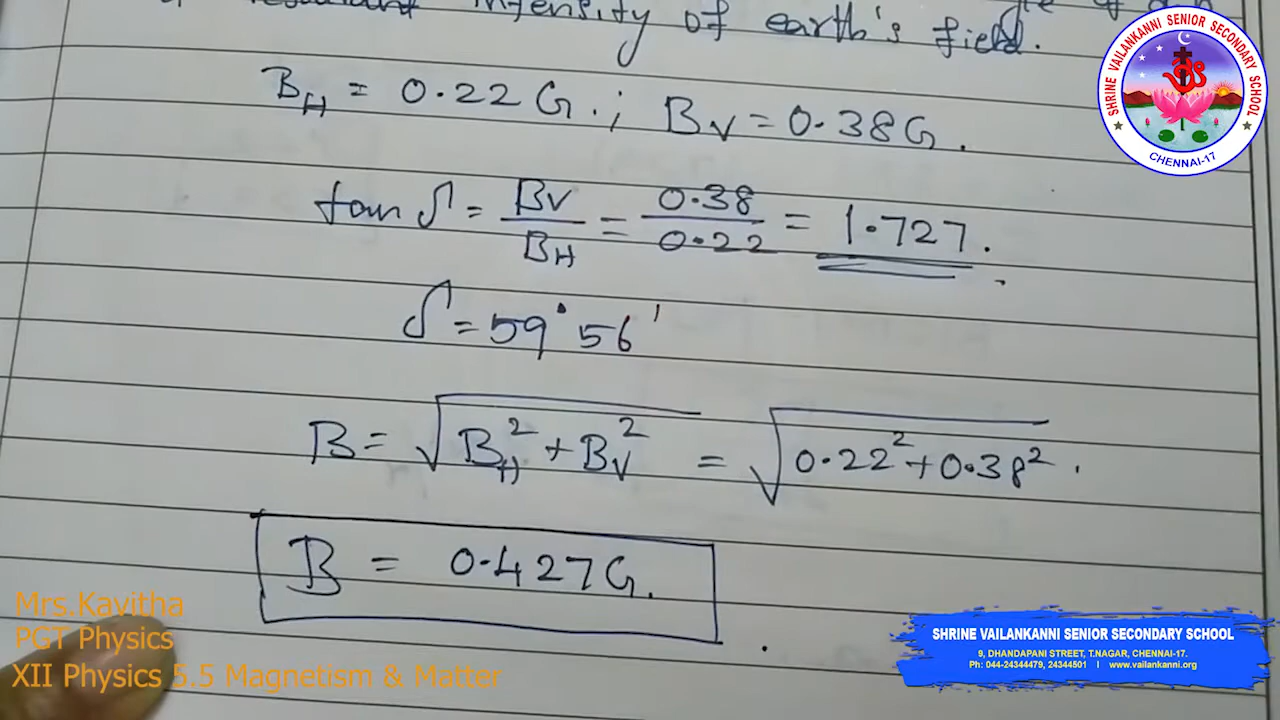 intensity of earth's field.
B_H = 0.22 G. ; B_V = 0.38 G.
tan δ = B_V / B_H = 0.38 / 0.22 = 1.727.
δ = 59° 56'
B = √(B_H² + B_V²) = √(0.22² + 0.38²) .
B = 0.427 G.
Mrs.Kavitha
PGT Physics
XII Physics 5.5 Magnetism & Matter
SHRINE VAILANKANNI SENIOR SECONDARY SCHOOL
CHENNAI-17
SHRINE VAILANKANNI SENIOR SECONDARY SCHOOL
9, DHANDAPANI STREET, T.NAGAR, CHENNAI-17.
Ph: 044-24344479, 24344501 | www.vailankanni.org